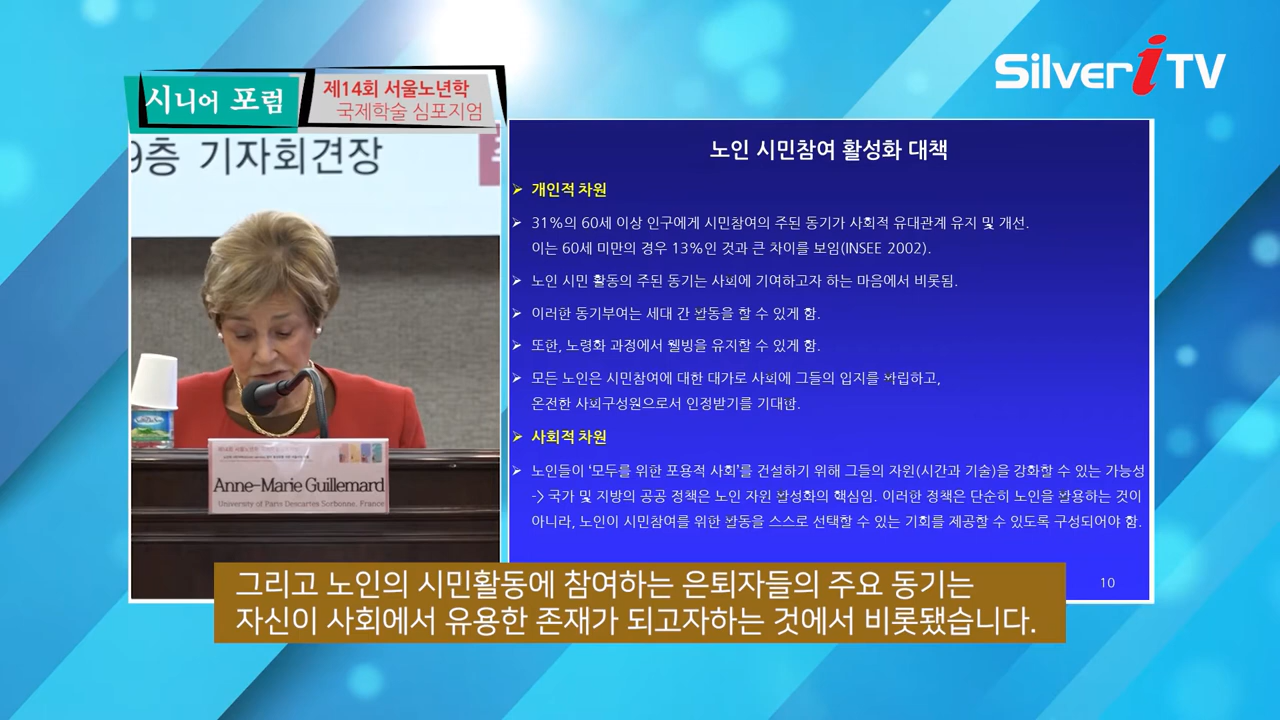 Silver i TV
시니어 포럼
제14회 서울노년학
국제학술 심포지엄
9층 기자회견장
Anne-Marie Guillemard
University of Paris Descartes Sorbonne, France
노인 시민참여 활성화 대책
개인적 차원
31%의 60세 이상 인구에게 시민참여의 주된 동기가 사회적 유대관계 유지 및 개선.
이는 60세 미만의 경우 13%인 것과 큰 차이를 보임(INSEE 2002).
노인 시민 활동의 주된 동기는 사회에 기여하고자 하는 마음에서 비롯됨.
이러한 동기부여는 세대 간 활동을 할 수 있게 함.
또한, 노령화 과정에서 웰빙을 유지할 수 있게 함.
모든 노인은 시민참여에 대한 대가로 사회에 그들의 입지를 확립하고,
온전한 사회구성원으로서 인정받기를 기대함.
사회적 차원
노인들이 ‘모두를 위한 포용적 사회’를 건설하기 위해 그들의 자원(시간과 기술)을 강화할 수 있는 가능성
-> 국가 및 지방의 공공 정책은 노인 자원 활성화의 핵심임. 이러한 정책은 단순히 노인을 활용하는 것이
아니라, 노인이 시민참여를 위한 활동을 스스로 선택할 수 있는 기회를 제공할 수 있도록 구성되어야 함.
10
그리고 노인의 시민활동에 참여하는 은퇴자들의 주요 동기는
자신이 사회에서 유용한 존재가 되고자하는 것에서 비롯됐습니다.